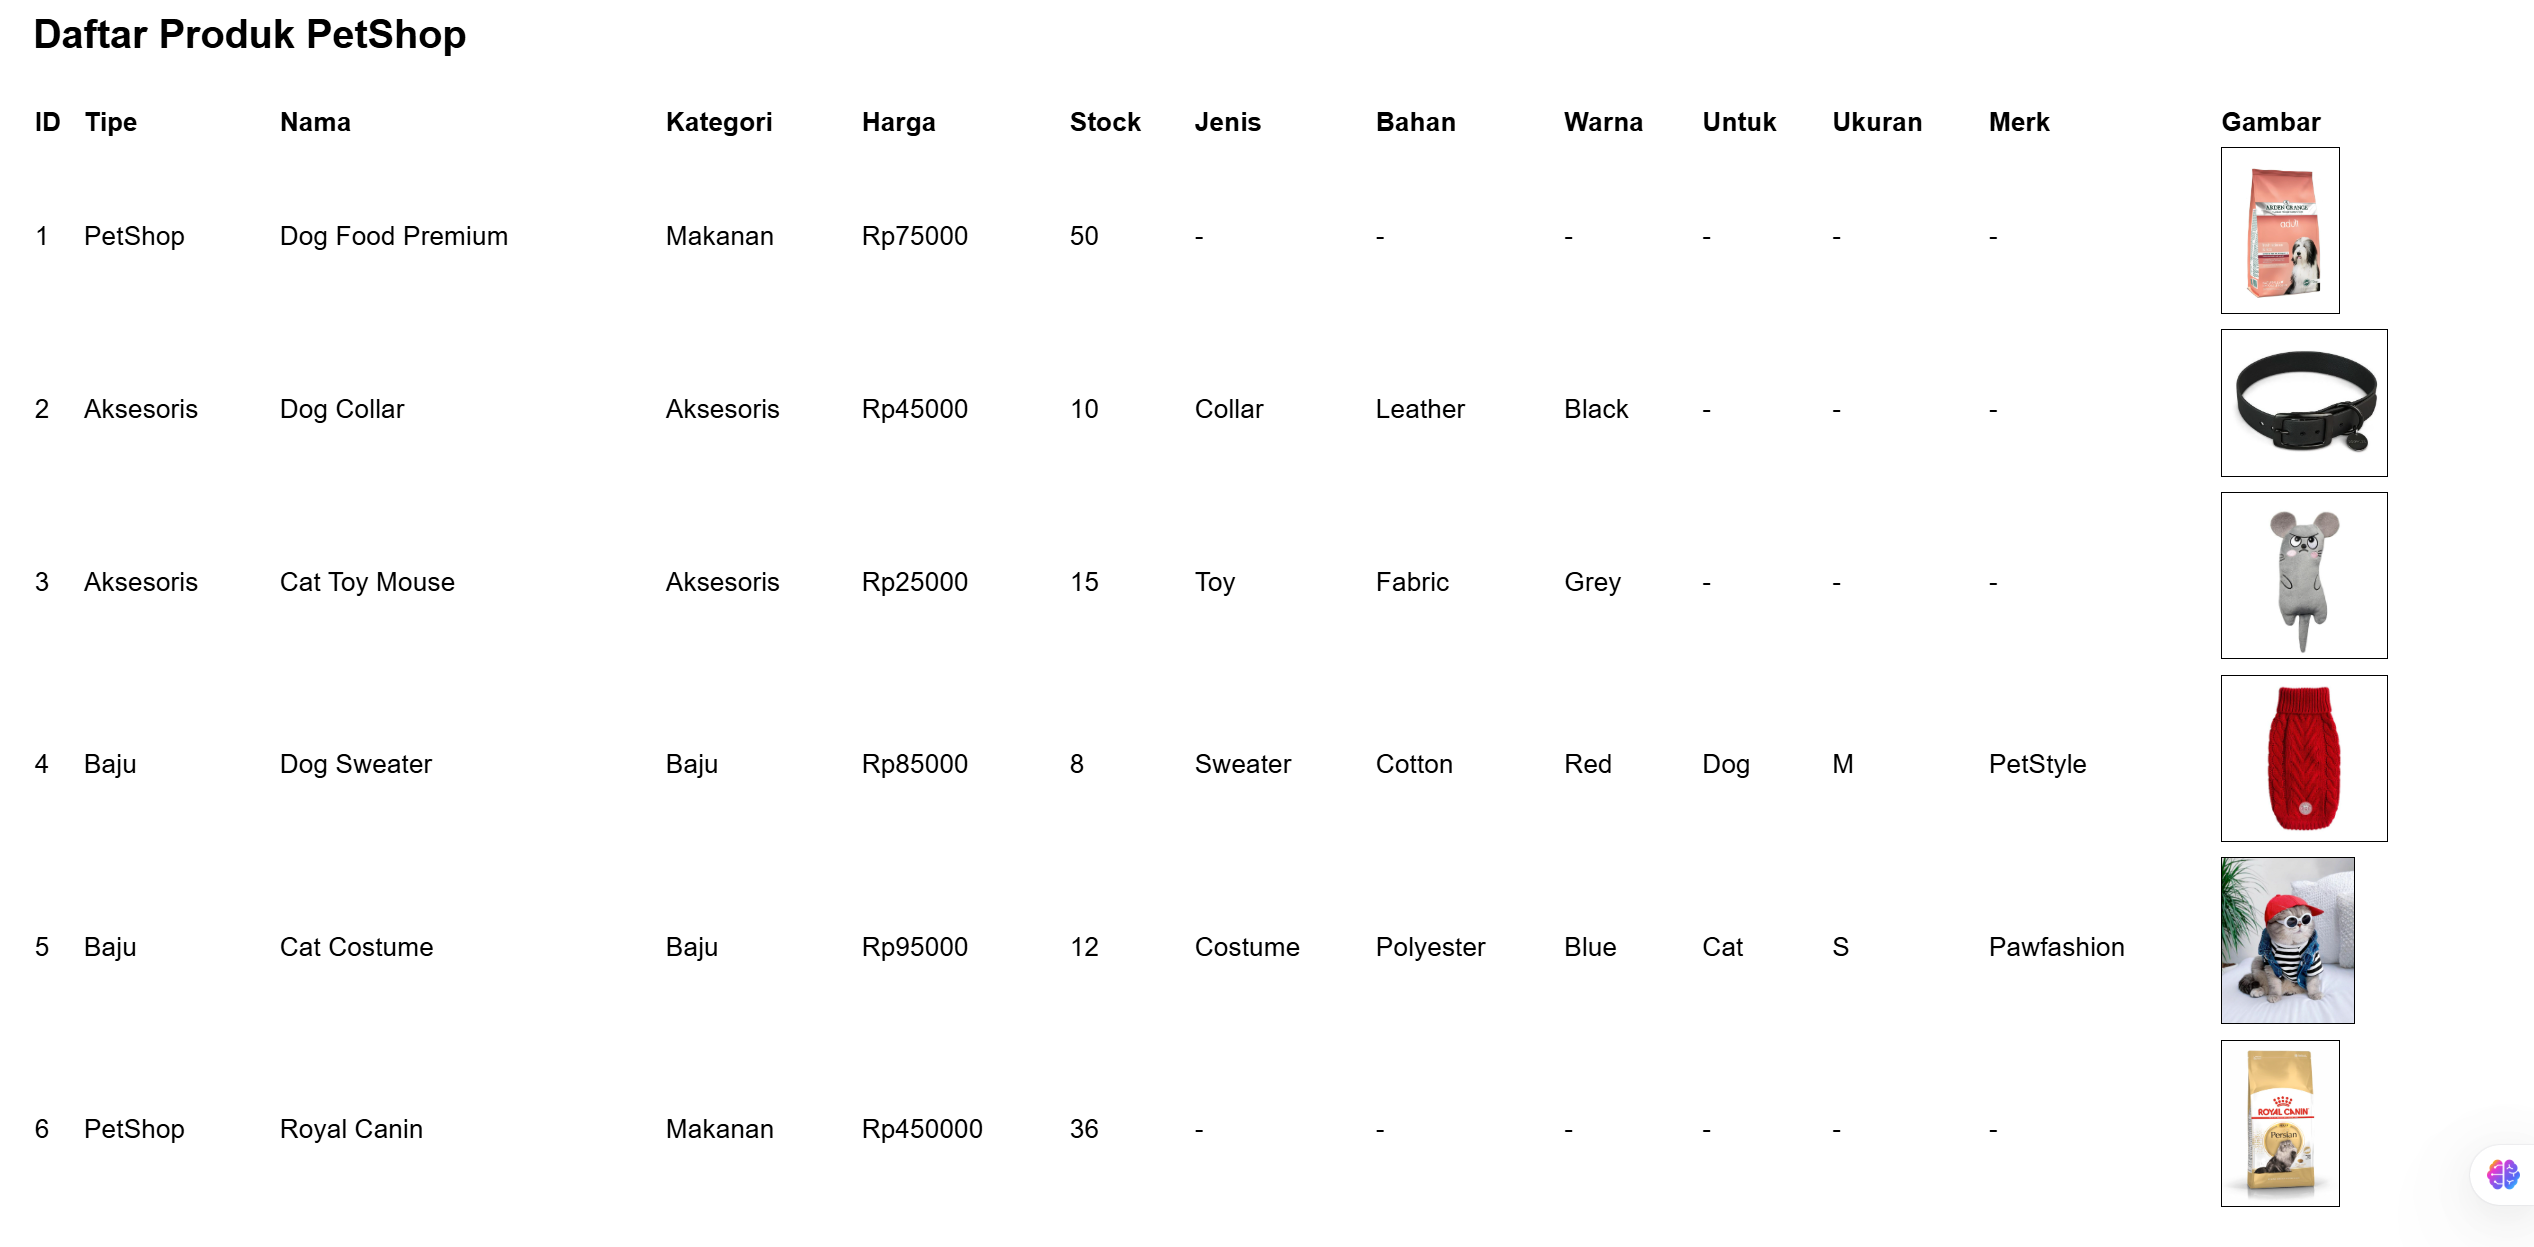 Daftar Produk PetShop
ID Tipe Nama Kategori Harga Stock Jenis Bahan Warna Untuk Ukuran Merk Gambar
1 PetShop Dog Food Premium Makanan Rp75000 50 - - - - - -
ARDEN GRANGE
adult
2 Aksesoris Dog Collar Aksesoris Rp45000 10 Collar Leather Black - - -
3 Aksesoris Cat Toy Mouse Aksesoris Rp25000 15 Toy Fabric Grey - - -
4 Baju Dog Sweater Baju Rp85000 8 Sweater Cotton Red Dog M PetStyle
5 Baju Cat Costume Baju Rp95000 12 Costume Polyester Blue Cat S Pawfashion
6 PetShop Royal Canin Makanan Rp450000 36 - - - - - -
ROYAL CANIN
Persian